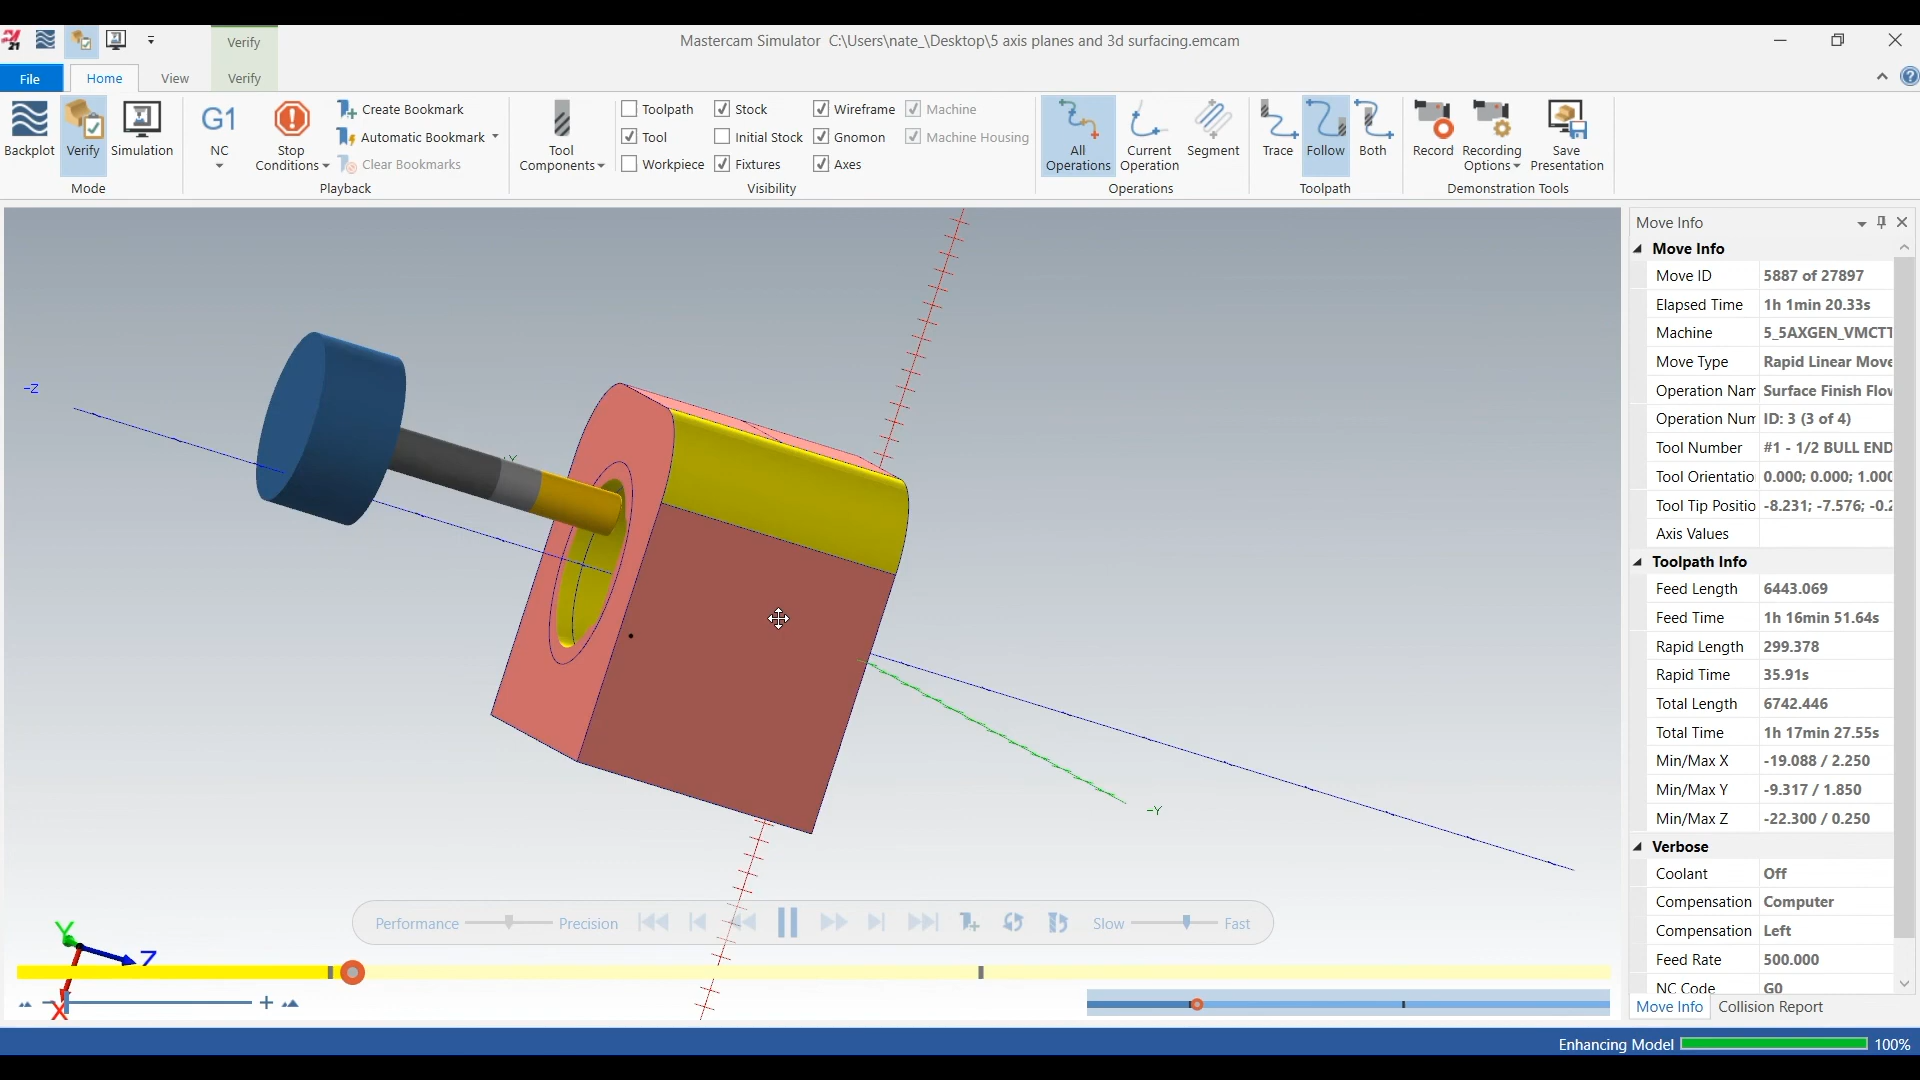 21
Verify
Mastercam Simulator C:\Users\nate_\Desktop\5 axis planes and 3d surfacing.emcam
File
Home
View
Verify
Backplot
Verify
Simulation
Mode
G1
NC
Stop
Conditions
Create Bookmark
Automatic Bookmark
Clear Bookmarks
Playback
Tool
Components
Toolpath
Stock
Wireframe
Machine
Tool
Initial Stock
Gnomon
Machine Housing
Workpiece
Fixtures
Axes
Visibility
All
Operations
Current
Operation
Segment
Operations
Trace
Follow
Both
Toolpath
Record
Recording
Options
Save
Presentation
Demonstration Tools
-Z
-Y
Y
Z
X
Performance
Precision
Slow
Fast
Move Info
Move Info
Move ID 5887 of 27897
Elapsed Time 1h 1min 20.33s
Machine 5_5AXGEN_VMCTT
Move Type Rapid Linear Move
Operation Nam Surface Finish Flow
Operation Num ID: 3 (3 of 4)
Tool Number #1 - 1/2 BULL END
Tool Orientatio 0.000; 0.000; 1.000
Tool Tip Positio -8.231; -7.576; -0.2
Axis Values
Toolpath Info
Feed Length 6443.069
Feed Time 1h 16min 51.64s
Rapid Length 299.378
Rapid Time 35.91s
Total Length 6742.446
Total Time 1h 17min 27.55s
Min/Max X -19.088 / 2.250
Min/Max Y -9.317 / 1.850
Min/Max Z -22.300 / 0.250
Verbose
Coolant Off
Compensation Computer
Compensation Left
Feed Rate 500.000
NC Code G0
Move Info
Collision Report
Enhancing Model
100%